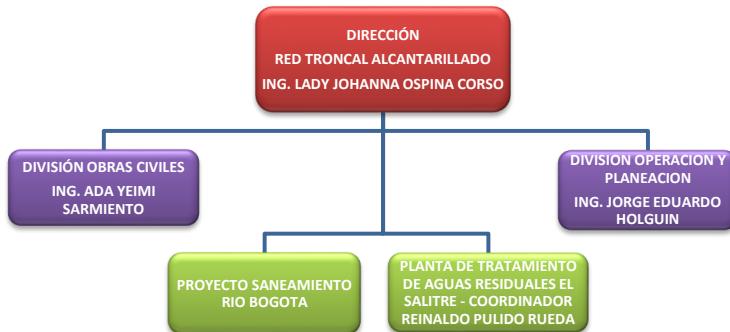 DIRECCIÓN
RED TRONCAL ALCANTARILLADO
ING. LADY JOHANNA OSPINA CORSO
DIVISIÓN OBRAS CIVILES
ING. ADA YEIMI
SARMIENTO
DIVISION OPERACION Y
PLANEACION
ING. JORGE EDUARDO
HOLGUIN
PROYECTO SANEAMIENTO
RIO BOGOTA
PLANTA DE TRATAMIENTO
DE AGUAS RESIDUALES EL
SALITRE - COORDINADOR
REINALDO PULIDO RUEDA